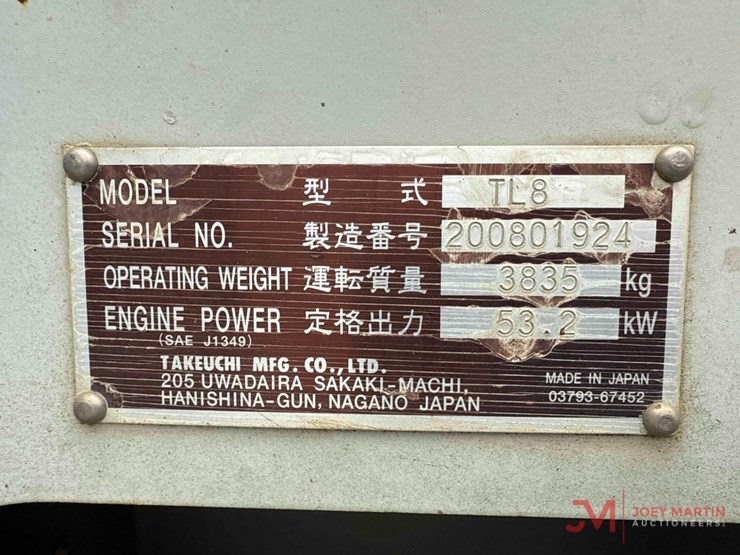 MODEL 型 式 TL8
SERIAL NO. 製造番号 200801924
OPERATING WEIGHT 運転質量 3835 kg
ENGINE POWER 定格出力 53.2 kW
(SAE J1349)
TAKEUCHI MFG. CO., LTD.
205 UWADAIRA SAKAKI-MACHI,
HANISHINA-GUN, NAGANO JAPAN
MADE IN JAPAN
03793-67452
JM JOEY MARTIN
AUCTIONEERS